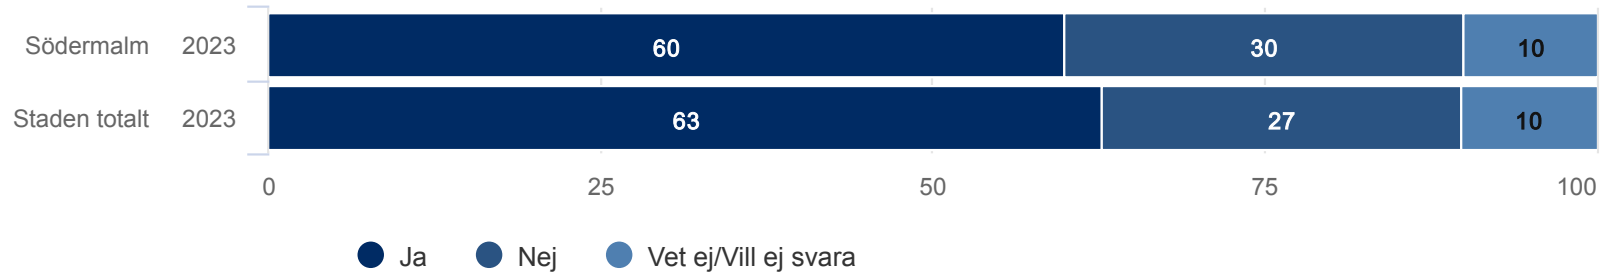 Södermalm 2023 60 30 10
Staden totalt 2023 63 27 10
0 25 50 75 100
Ja Nej Vet ej/Vill ej svara